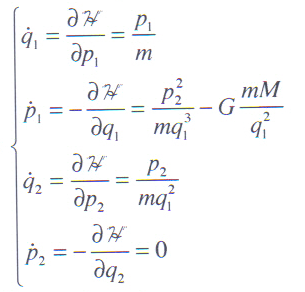 q̇₁ = ∂ℋ/∂p₁ = p₁/m
ṗ₁ = −∂ℋ/∂q₁ = p₂²/(mq₁³) − G mM/q₁²
q̇₂ = ∂ℋ/∂p₂ = p₂/(mq₁²)
ṗ₂ = −∂ℋ/∂q₂ = 0